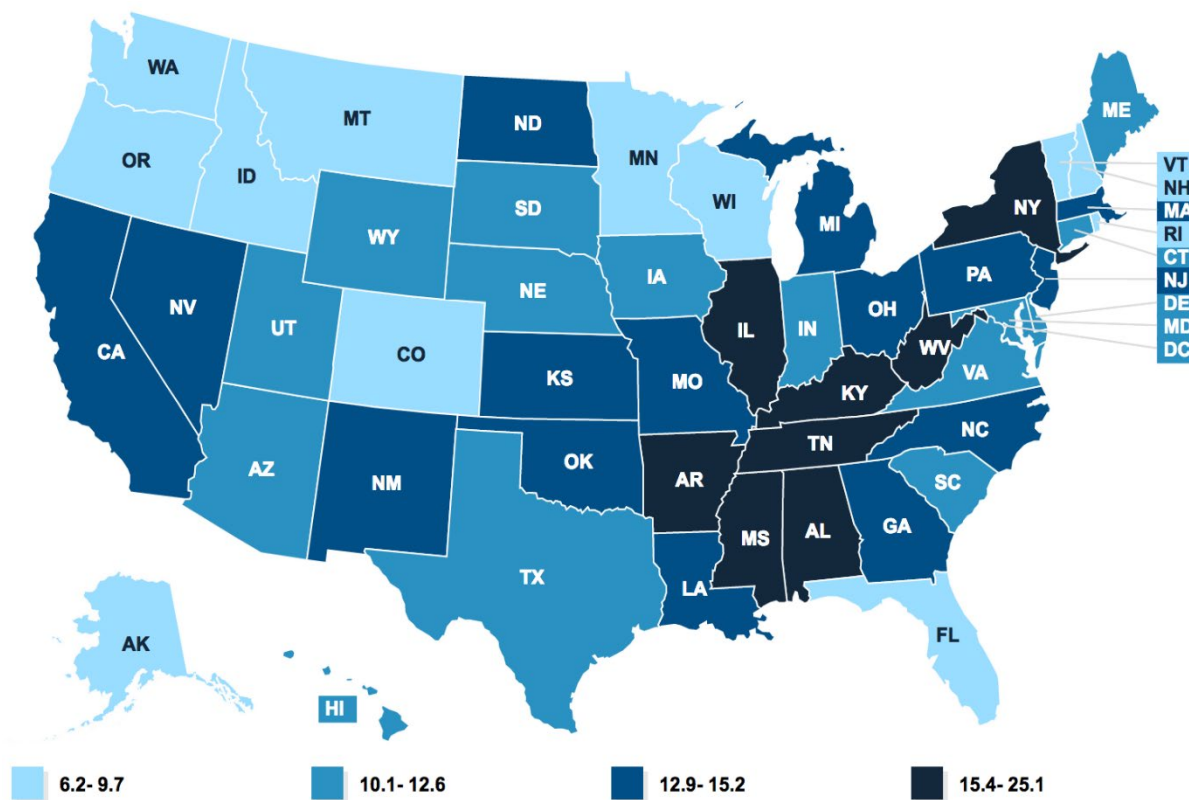 WA
MT
ND
ME
OR
ID
MN
VT
NH
SD
WI
NY
MA
WY
MI
RI
CT
IA
PA
NJ
NE
NV
OH
DE
UT
IL
IN
MD
CA
CO
WV
DC
KS
MO
KY
VA
NC
TN
AZ
OK
NM
AR
SC
MS
AL
GA
TX
LA
AK
FL
HI
6.2- 9.7
10.1- 12.6
12.9- 15.2
15.4- 25.1